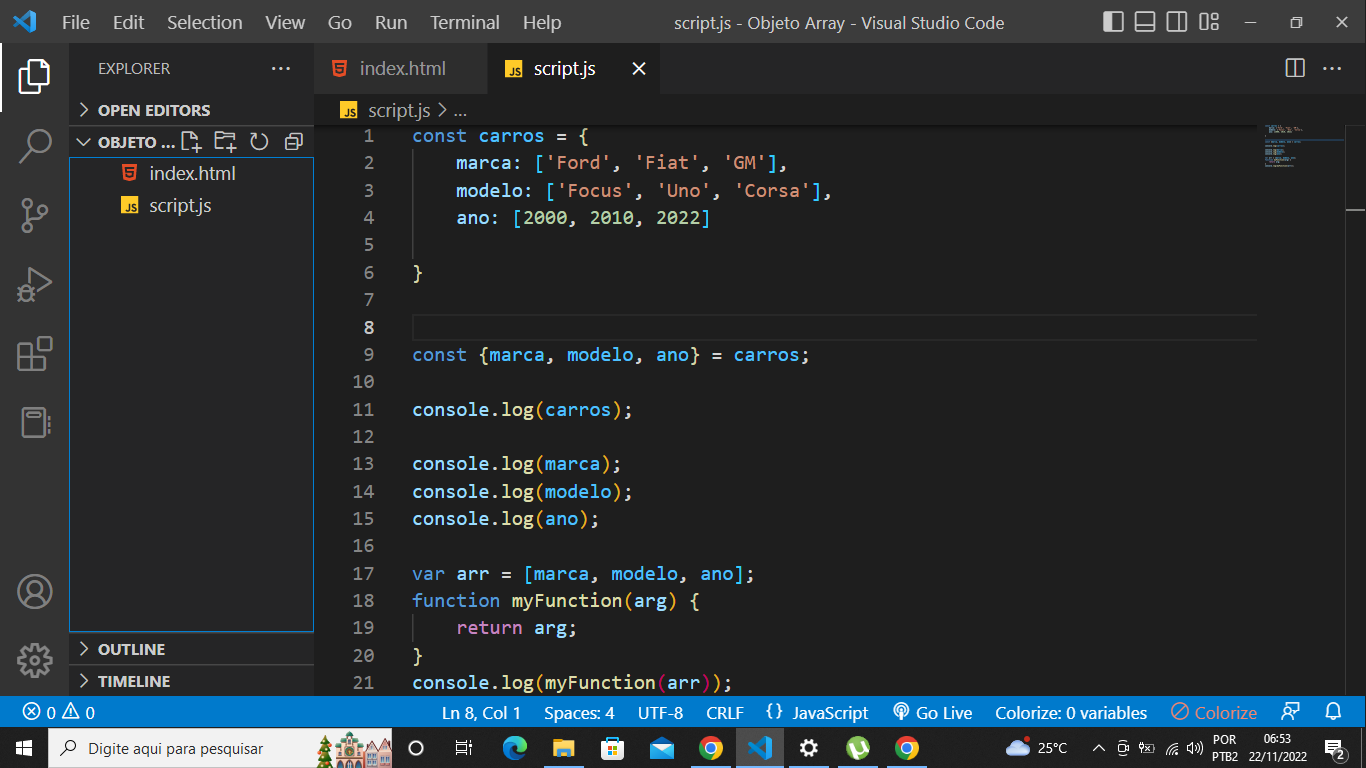 File Edit Selection View Go Run Terminal Help script.js - Objeto Array - Visual Studio Code
EXPLORER
index.html script.js
OPEN EDITORS
OBJETO ...
index.html
script.js
OUTLINE
TIMELINE
script.js > ...
1 const carros = {
2 marca: ['Ford', 'Fiat', 'GM'],
3 modelo: ['Focus', 'Uno', 'Corsa'],
4 ano: [2000, 2010, 2022]
5
6 }
7
8
9 const {marca, modelo, ano} = carros;
10
11 console.log(carros);
12
13 console.log(marca);
14 console.log(modelo);
15 console.log(ano);
16
17 var arr = [marca, modelo, ano];
18 function myFunction(arg) {
19 return arg;
20 }
21 console.log(myFunction(arr));
0 0 Ln 8, Col 1 Spaces: 4 UTF-8 CRLF {} JavaScript Go Live Colorize: 0 variables Colorize
Digite aqui para pesquisar
25°C
POR
PTB2
06:53
22/11/2022
2